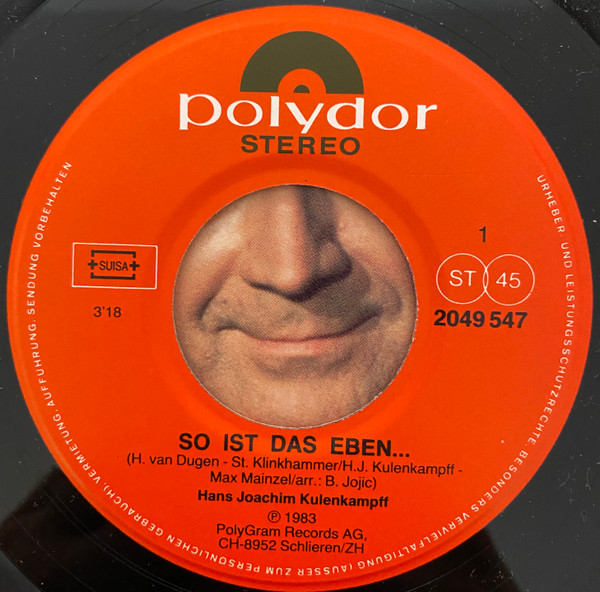 polydor
STEREO
+SUISA+
3'18
1
ST 45
2049 547
SO IST DAS EBEN...
(H. van Dugen - St. Klinkhammer/H.J. Kulenkampff -
Max Mainzel/arr.: B. Jojic)
Hans Joachim Kulenkampff
Ⓟ 1983
PolyGram Records AG,
CH-8952 Schlieren/ZH
URHEBER- UND LEISTUNGSSCHUTZRECHTE, BESONDERS VERVIELFÄLTIGUNG (AUSSER ZUM PERSÖNLICHEN GEBRAUCH), VERMIETUNG, AUFFÜHRUNG, SENDUNG VORBEHALTEN